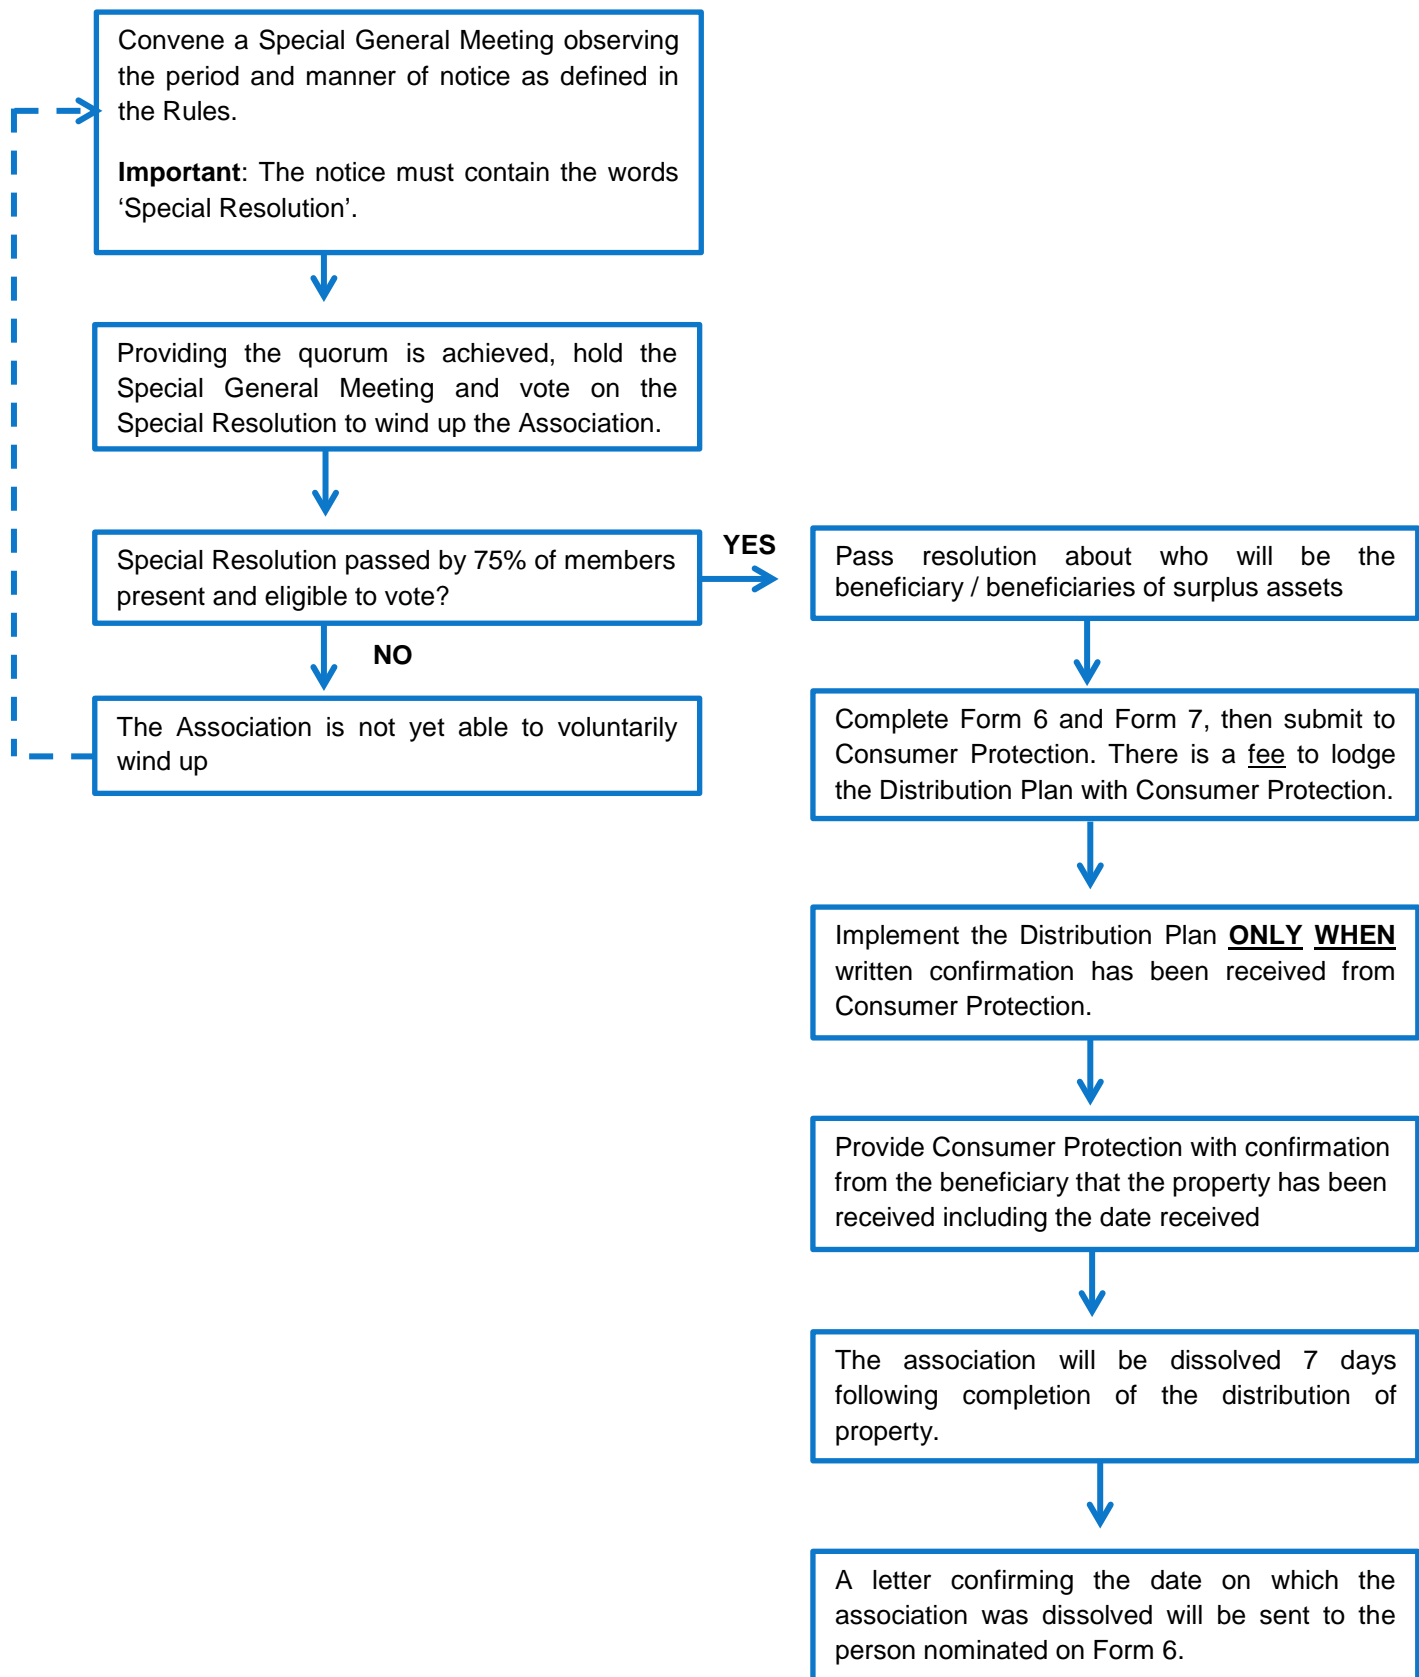 Convene a Special General Meeting observing
the period and manner of notice as defined in
the Rules.
Important: The notice must contain the words
‘Special Resolution’.
Providing the quorum is achieved, hold the
Special General Meeting and vote on the
Special Resolution to wind up the Association.
Special Resolution passed by 75% of members
present and eligible to vote?
YES
NO
The Association is not yet able to voluntarily
wind up
Pass resolution about who will be the
beneficiary / beneficiaries of surplus assets
Complete Form 6 and Form 7, then submit to
Consumer Protection. There is a fee to lodge
the Distribution Plan with Consumer Protection.
Implement the Distribution Plan ONLY WHEN
written confirmation has been received from
Consumer Protection.
Provide Consumer Protection with confirmation
from the beneficiary that the property has been
received including the date received
The association will be dissolved 7 days
following completion of the distribution of
property.
A letter confirming the date on which the
association was dissolved will be sent to the
person nominated on Form 6.